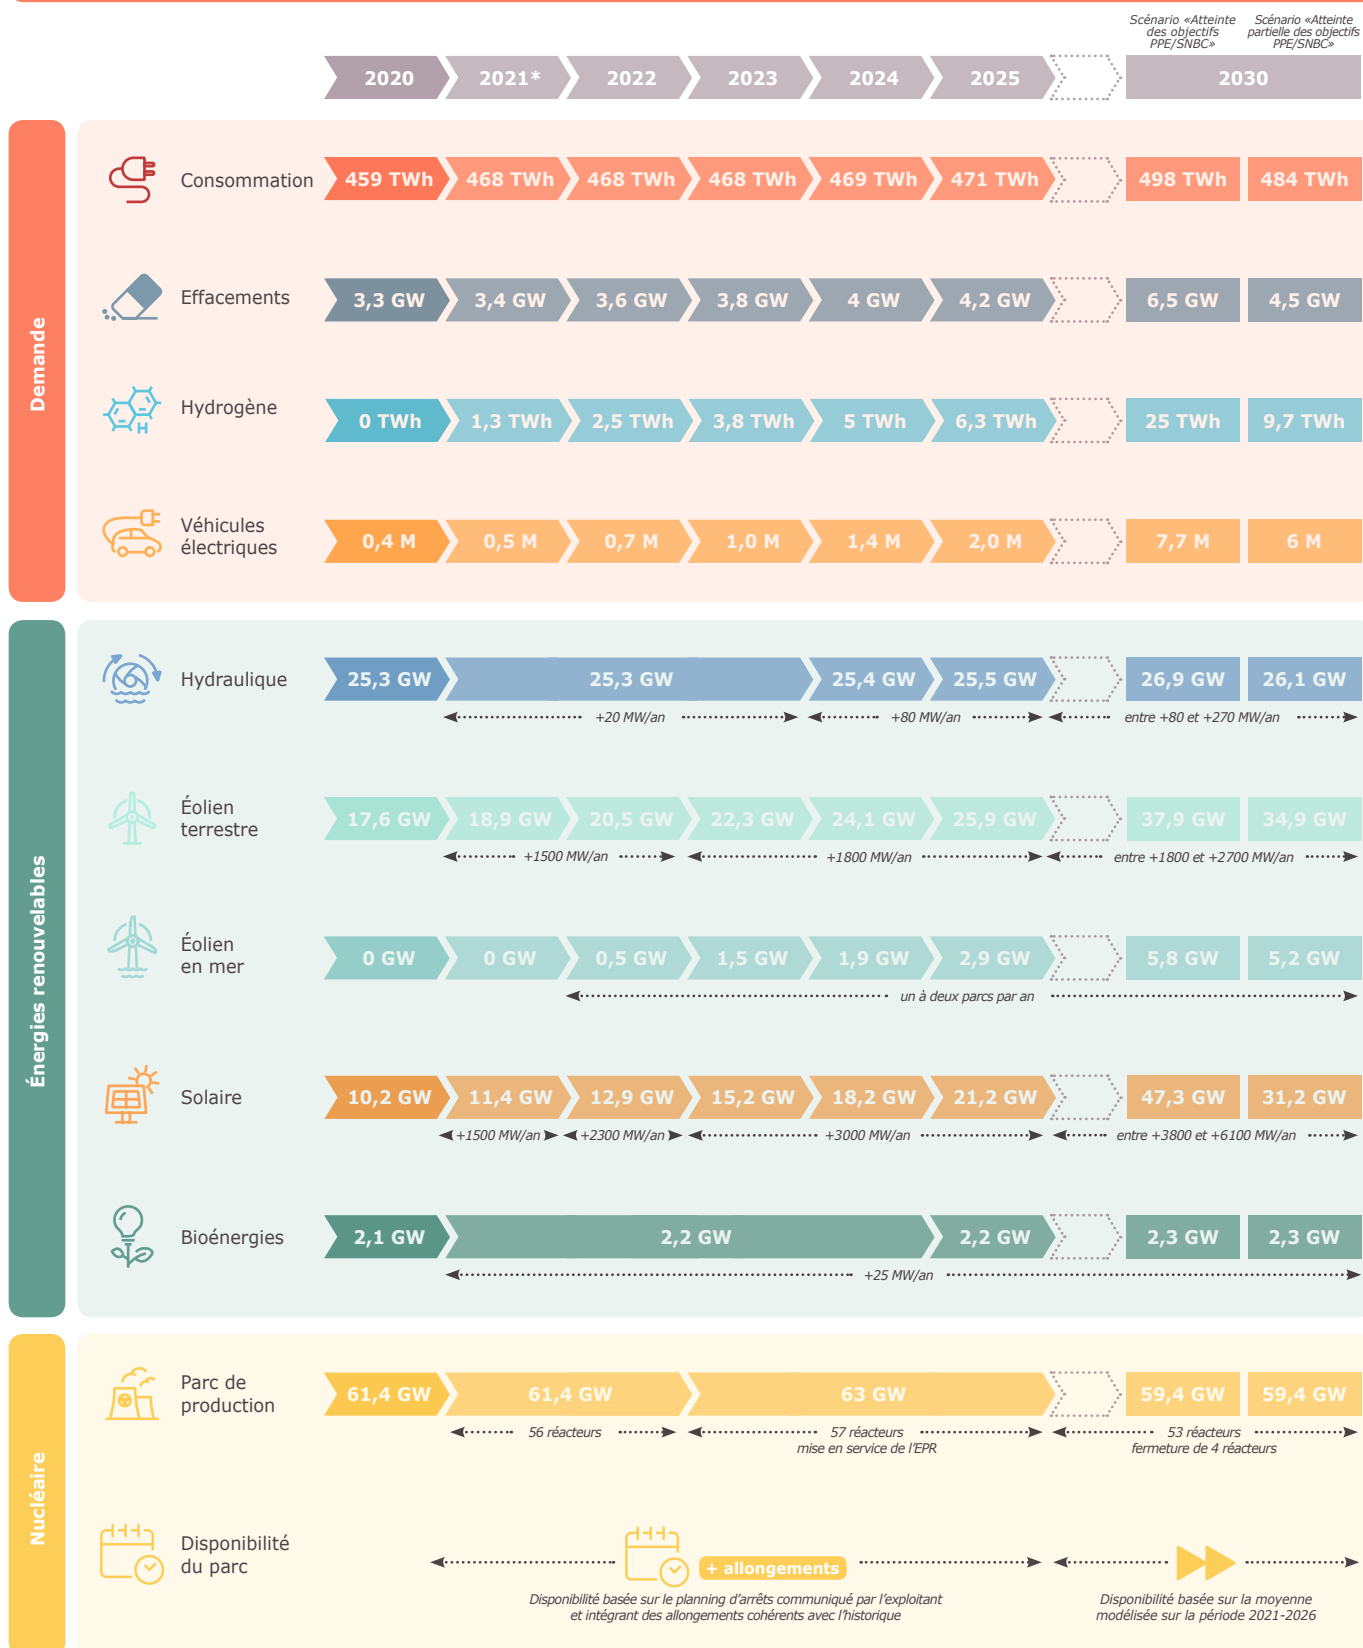 Scénario «Atteinte
des objectifs
PPE/SNBC»
Scénario «Atteinte
partielle des objectifs
PPE/SNBC»
2020 2021* 2022 2023 2024 2025 2030
Demande
Consommation 459 TWh 468 TWh 468 TWh 468 TWh 469 TWh 471 TWh 498 TWh 484 TWh
Effacements 3,3 GW 3,4 GW 3,6 GW 3,8 GW 4 GW 4,2 GW 6,5 GW 4,5 GW
Hydrogène 0 TWh 1,3 TWh 2,5 TWh 3,8 TWh 5 TWh 6,3 TWh 25 TWh 9,7 TWh
H
Véhicules
électriques
0,4 M 0,5 M 0,7 M 1,0 M 1,4 M 2,0 M 7,7 M 6 M
Énergies renouvelables
Hydraulique 25,3 GW 25,3 GW 25,4 GW 25,5 GW 26,9 GW 26,1 GW
+20 MW/an +80 MW/an entre +80 et +270 MW/an
Éolien
terrestre
17,6 GW 18,9 GW 20,5 GW 22,3 GW 24,1 GW 25,9 GW 37,9 GW 34,9 GW
+1500 MW/an +1800 MW/an entre +1800 et +2700 MW/an
Éolien
en mer
0 GW 0 GW 0,5 GW 1,5 GW 1,9 GW 2,9 GW 5,8 GW 5,2 GW
un à deux parcs par an
Solaire 10,2 GW 11,4 GW 12,9 GW 15,2 GW 18,2 GW 21,2 GW 47,3 GW 31,2 GW
+1500 MW/an +2300 MW/an +3000 MW/an entre +3800 et +6100 MW/an
Bioénergies 2,1 GW 2,2 GW 2,2 GW 2,3 GW 2,3 GW
+25 MW/an
Nucléaire
Parc de
production
61,4 GW 61,4 GW 63 GW 59,4 GW 59,4 GW
56 réacteurs
57 réacteurs
mise en service de l'EPR
53 réacteurs
fermeture de 4 réacteurs
Disponibilité
du parc
+ allongements
Disponibilité basée sur le planning d'arrêts communiqué par l'exploitant
et intégrant des allongements cohérents avec l'historique
Disponibilité basée sur la moyenne
modélisée sur la période 2021-2026